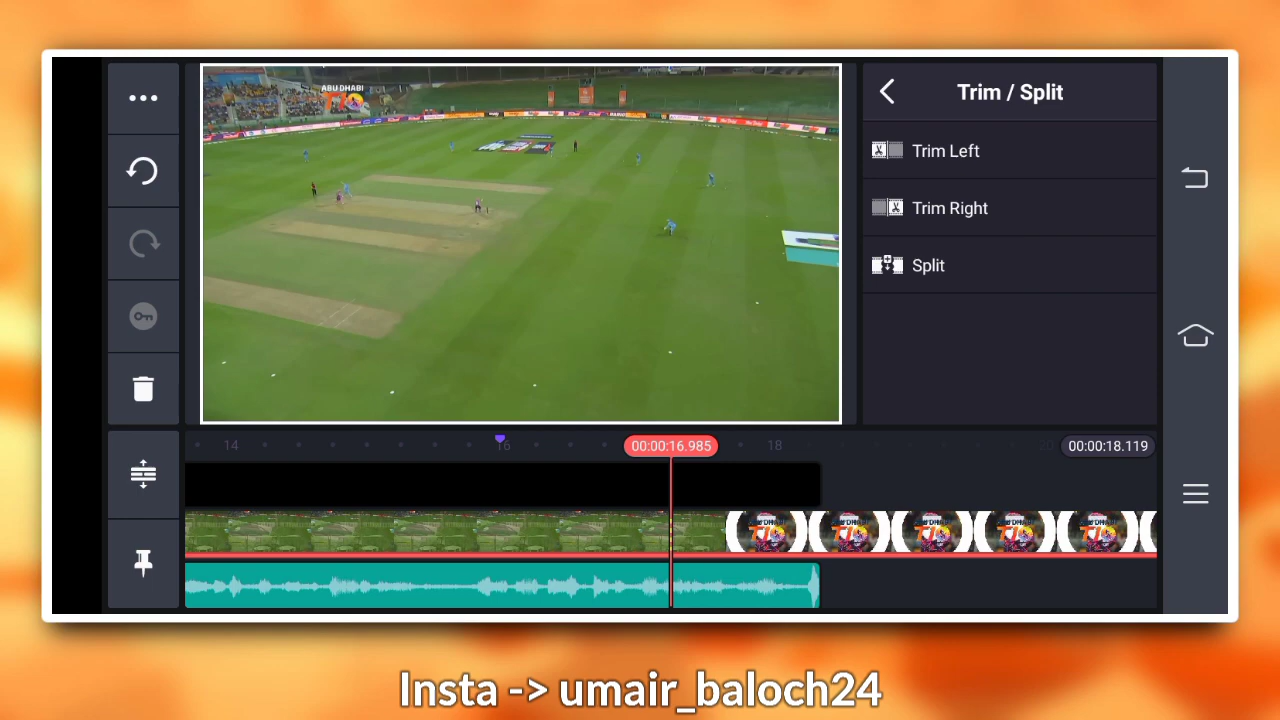 Trim / Split
Trim Left
Trim Right
Split
ABU DHABI
T10
14
16
00:00:16.985
18
00:00:18.119
Insta -> umair_baloch24